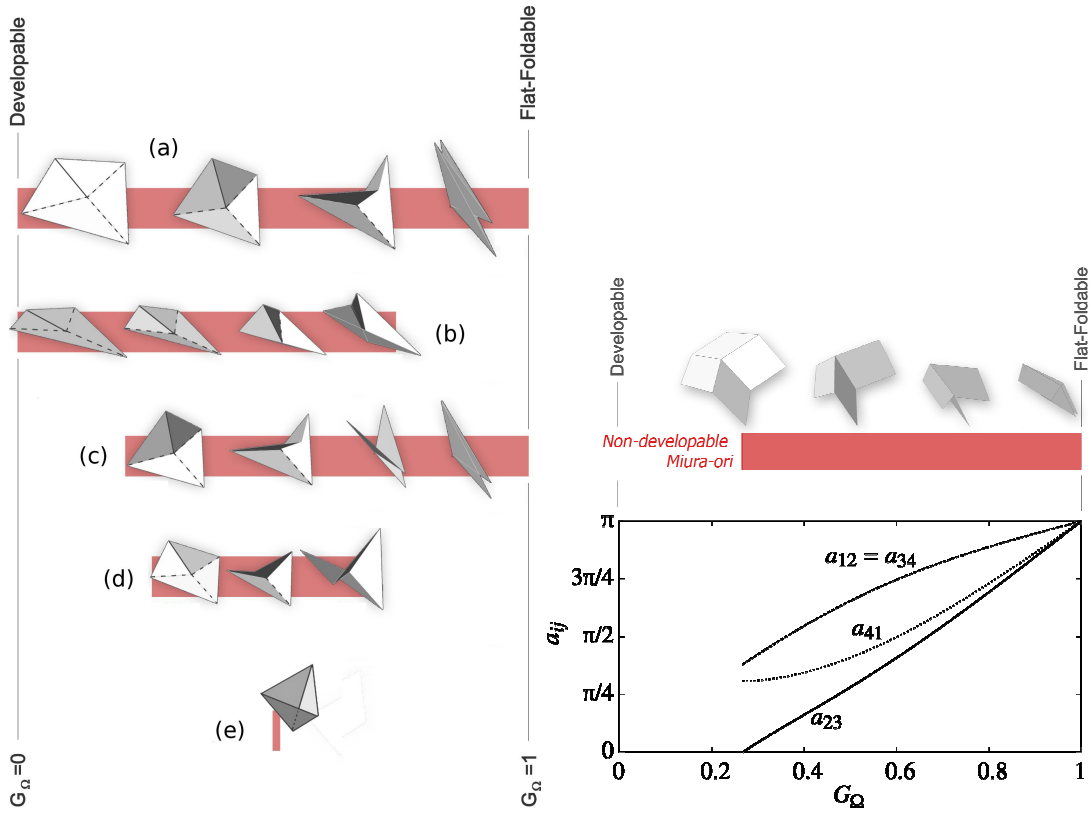 Developable
Flat-Foldable
(a)
(b)
(c)
(d)
(e)
G_Ω =0
G_Ω =1
Developable
Flat-Foldable
Non-developable
Miura-ori
π
3π/4
π/2
π/4
0
a_ij
a_12 = a_34
a_41
a_23
0 0.2 0.4 0.6 0.8 1
G_Ω